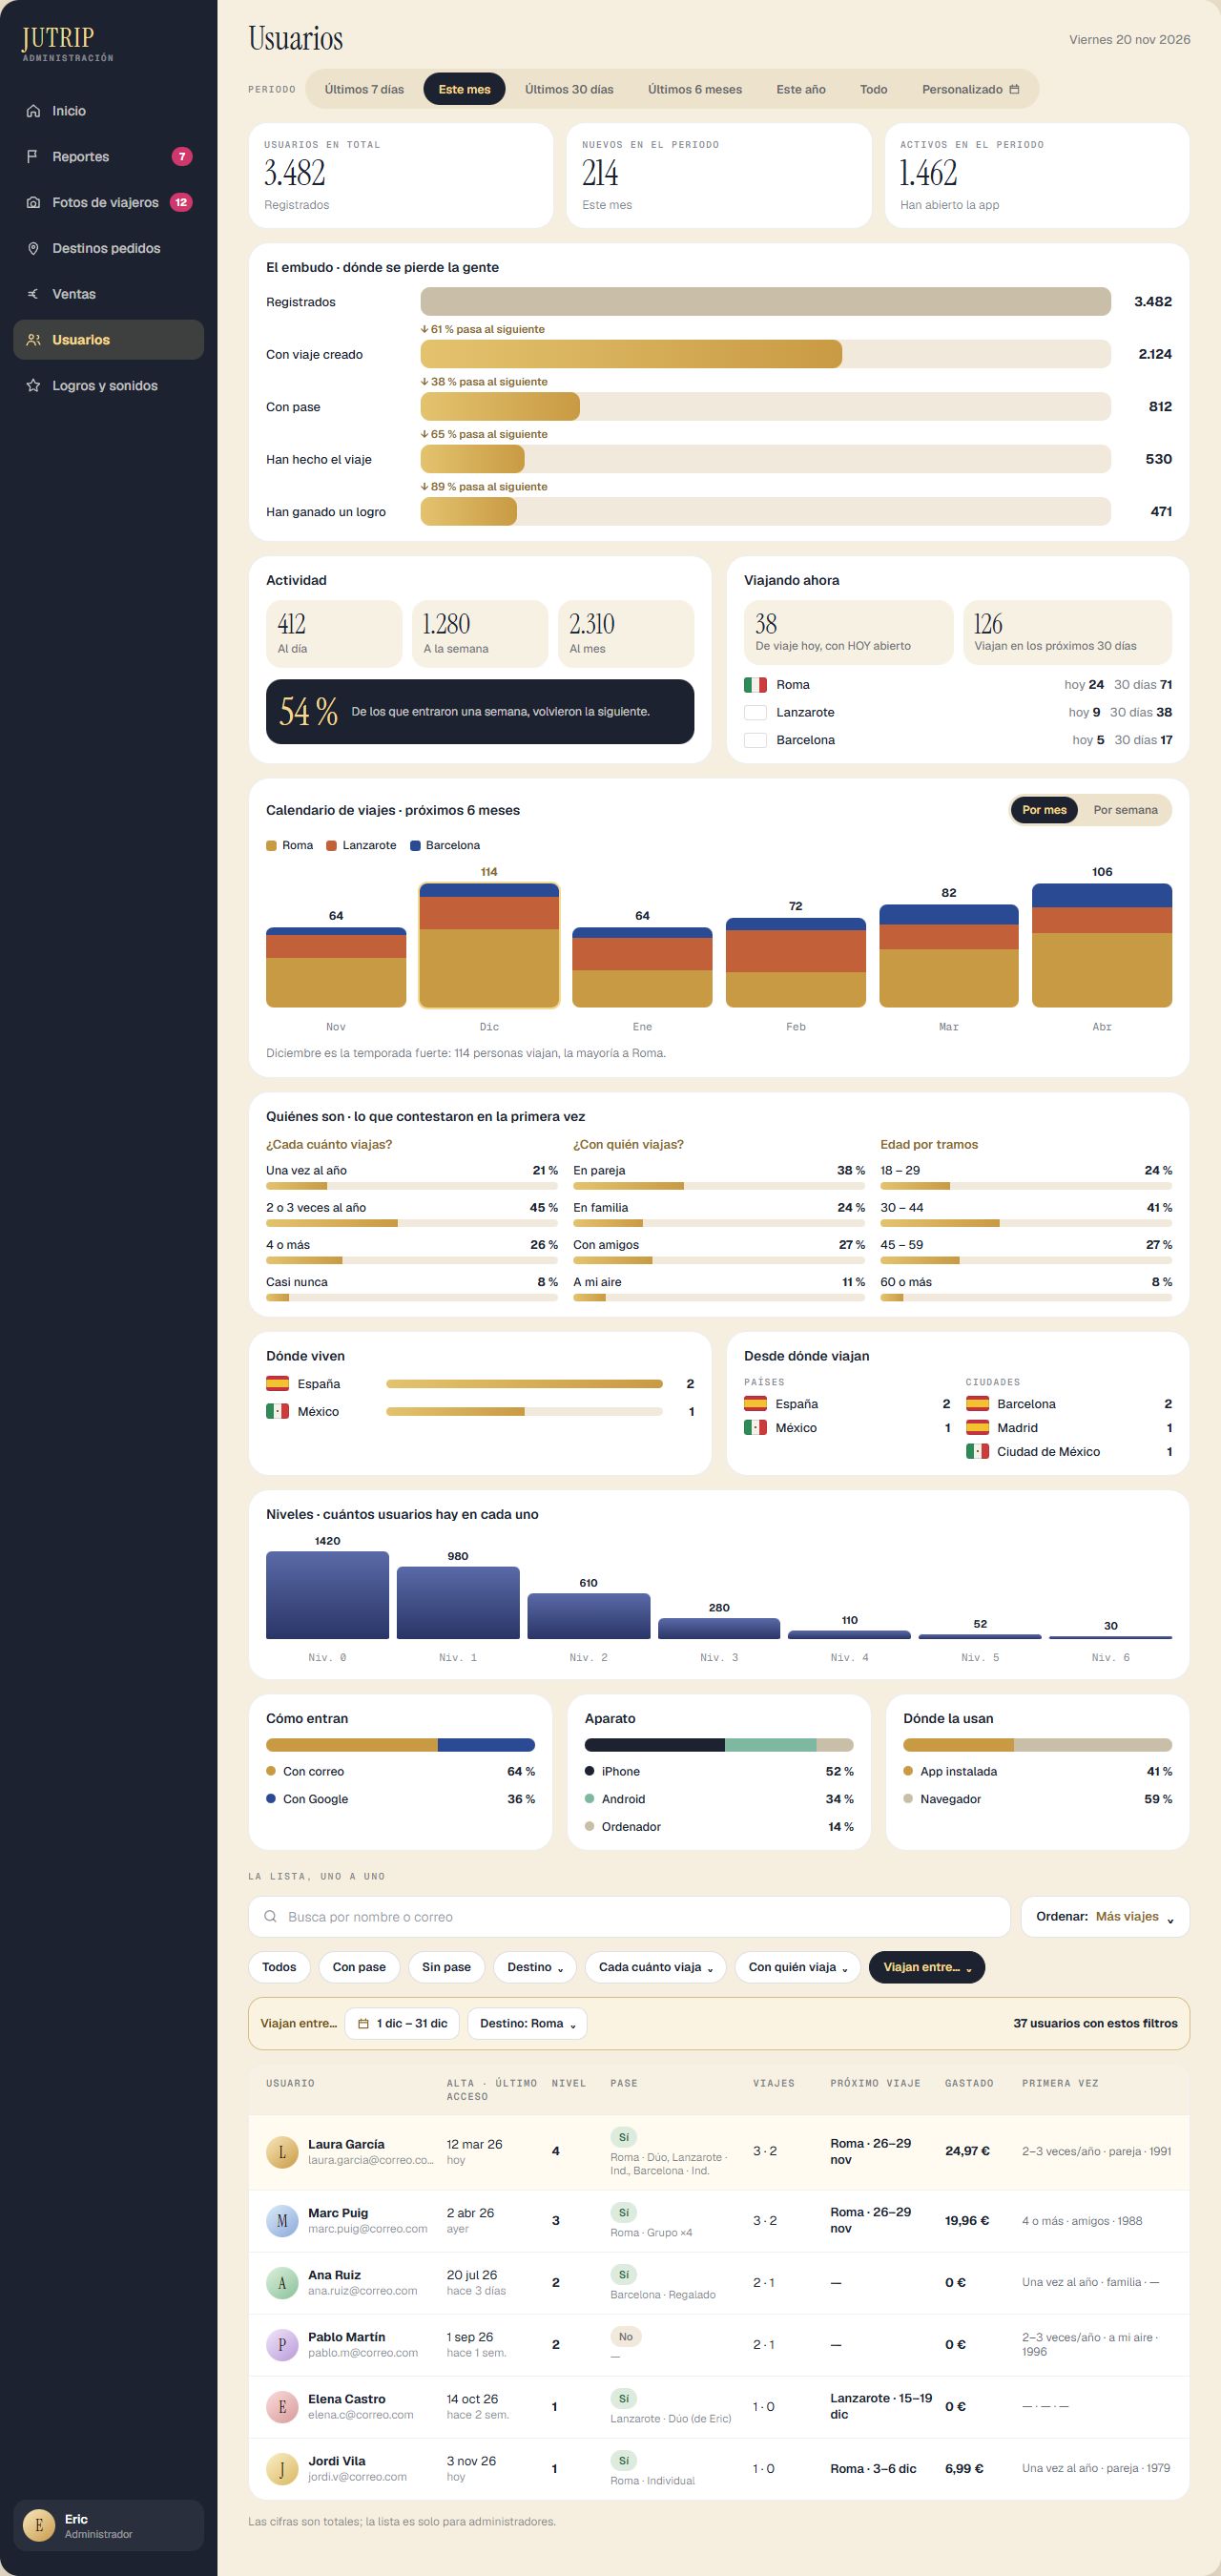 JUTRIP
ADMINISTRACIÓN
Inicio
Reportes 7
Fotos de viajeros 12
Destinos pedidos
Ventas
Usuarios
Logros y sonidos
Eric
Administrador
Usuarios
Viernes 20 nov 2026
PERIODO Últimos 7 días Este mes Últimos 30 días Últimos 6 meses Este año Todo Personalizado
USUARIOS EN TOTAL
3.482
Registrados
NUEVOS EN EL PERIODO
214
Este mes
ACTIVOS EN EL PERIODO
1.462
Han abierto la app
El embudo · dónde se pierde la gente
Registrados 3.482
↓ 61 % pasa al siguiente
Con viaje creado 2.124
↓ 38 % pasa al siguiente
Con pase 812
↓ 65 % pasa al siguiente
Han hecho el viaje 530
↓ 89 % pasa al siguiente
Han ganado un logro 471
Actividad
412
Al día
1.280
A la semana
2.310
Al mes
54 % De los que entraron una semana, volvieron la siguiente.
Viajando ahora
38
De viaje hoy, con HOY abierto
126
Viajan en los próximos 30 días
Roma hoy 24 30 días 71
Lanzarote hoy 9 30 días 38
Barcelona hoy 5 30 días 17
Calendario de viajes · próximos 6 meses
Por mes Por semana
Roma Lanzarote Barcelona
64 114 64 72 82 106
Nov Dic Ene Feb Mar Abr
Diciembre es la temporada fuerte: 114 personas viajan, la mayoría a Roma.
Quiénes son · lo que contestaron en la primera vez
¿Cada cuánto viajas?
Una vez al año 21 %
2 o 3 veces al año 45 %
4 o más 26 %
Casi nunca 8 %
¿Con quién viajas?
En pareja 38 %
En familia 24 %
Con amigos 27 %
A mi aire 11 %
Edad por tramos
18 – 29 24 %
30 – 44 41 %
45 – 59 27 %
60 o más 8 %
Dónde viven
España 2
México 1
Desde dónde viajan
PAÍSES
España 2
México 1
CIUDADES
Barcelona 2
Madrid 1
Ciudad de México 1
Niveles · cuántos usuarios hay en cada uno
1420 980 610 280 110 52 30
Niv. 0 Niv. 1 Niv. 2 Niv. 3 Niv. 4 Niv. 5 Niv. 6
Cómo entran
Con correo 64 %
Con Google 36 %
Aparato
iPhone 52 %
Android 34 %
Ordenador 14 %
Dónde la usan
App instalada 41 %
Navegador 59 %
LA LISTA, UNO A UNO
Busca por nombre o correo
Ordenar: Más viajes
Todos Con pase Sin pase Destino Cada cuánto viaja Con quién viaja Viajan entre…
Viajan entre… 1 dic – 31 dic Destino: Roma 37 usuarios con estos filtros
USUARIO ALTA · ÚLTIMO NIVEL PASE VIAJES PRÓXIMO VIAJE GASTADO PRIMERA VEZ
ACCESO
Laura García
laura.garcia@correo.co…
12 mar 26
hoy
4
Sí
Roma · Dúo, Lanzarote ·
Ind., Barcelona · Ind.
3 · 2
Roma · 26–29
nov
24,97 €
2–3 veces/año · pareja · 1991
Marc Puig
marc.puig@correo.com
2 abr 26
ayer
3
Sí
Roma · Grupo ×4
3 · 2
Roma · 26–29
nov
19,96 €
4 o más · amigos · 1988
Ana Ruiz
ana.ruiz@correo.com
20 jul 26
hace 3 días
2
Sí
Barcelona · Regalado
2 · 1
—
0 €
Una vez al año · familia · —
Pablo Martín
pablo.m@correo.com
1 sep 26
hace 1 sem.
2
No
—
2 · 1
—
0 €
2–3 veces/año · a mi aire ·
1996
Elena Castro
elena.c@correo.com
14 oct 26
hace 2 sem.
1
Sí
Lanzarote · Dúo (de Eric)
1 · 0
Lanzarote · 15–19
dic
0 €
— · — · —
Jordi Vila
jordi.v@correo.com
3 nov 26
hoy
1
Sí
Roma · Individual
1 · 0
Roma · 3–6 dic
6,99 €
Una vez al año · pareja · 1979
Las cifras son totales; la lista es solo para administradores.